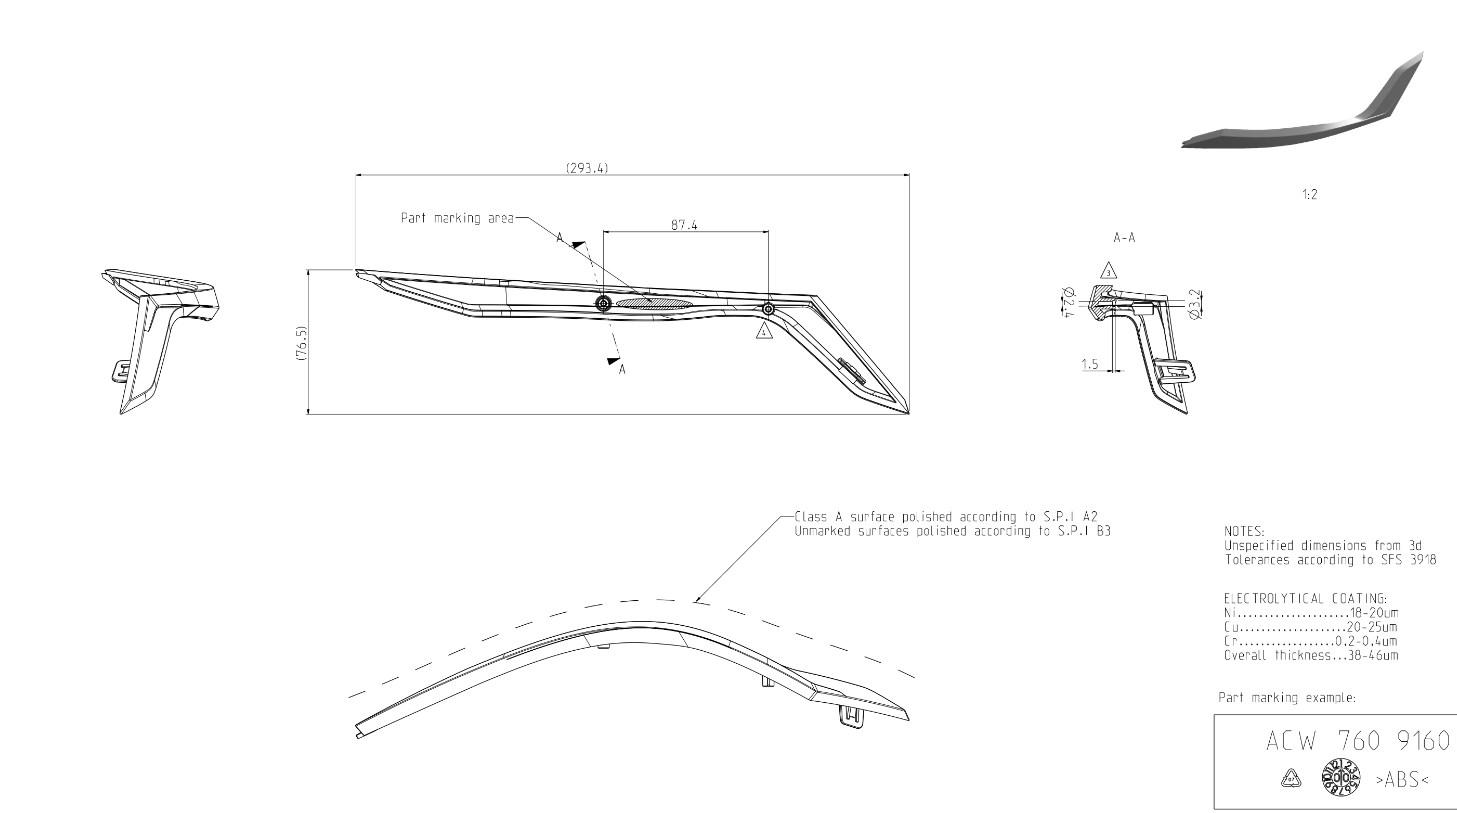 (293.4)
Part marking area
87.4
A
A
(76.5)
4
1:2
A-A
3
Ø2.4
Ø3.2
1.5
Class A surface polished according to S.P.I A2
Unmarked surfaces polished according to S.P.I B3
NOTES:
Unspecified dimensions from 3d
Tolerances according to SFS 3918
ELECTROLYTICAL COATING:
Ni.....................18-20um
Cu....................20-25um
Cr..................0.2-0.4um
Overall thickness...38-46um
Part marking example:
ACW 760 9160
>ABS<